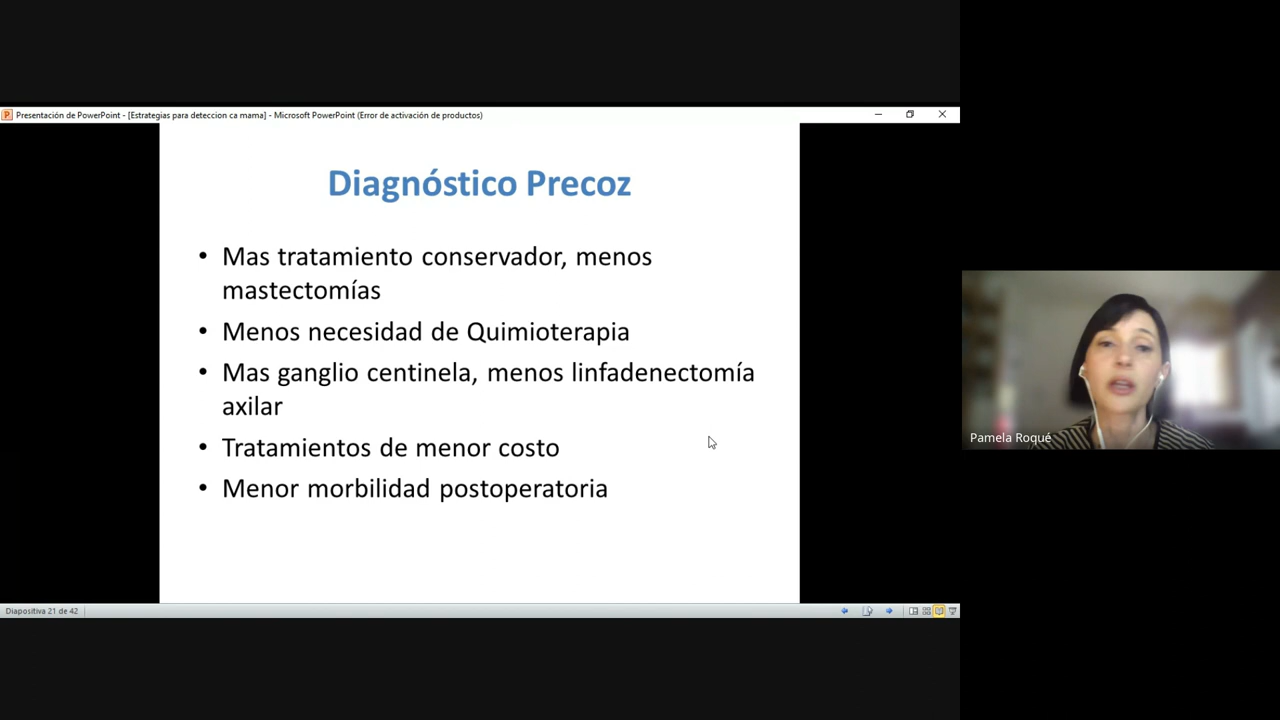 Presentación de PowerPoint - [Estrategias para deteccion ca mama] - Microsoft PowerPoint (Error de activación de productos)
Diagnóstico Precoz
• Mas tratamiento conservador, menos
mastectomías
• Menos necesidad de Quimioterapia
• Mas ganglio centinela, menos linfadenectomía
axilar
• Tratamientos de menor costo
• Menor morbilidad postoperatoria
Pamela Roqué
Diapositiva 21 de 42